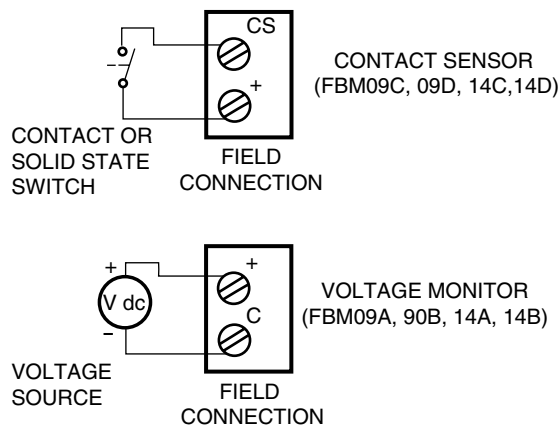 CS
+
CONTACT SENSOR
(FBM09C, 09D, 14C,14D)
CONTACT OR
SOLID STATE
SWITCH
FIELD
CONNECTION
+
V dc
–
+
C
VOLTAGE MONITOR
(FBM09A, 90B, 14A, 14B)
VOLTAGE
SOURCE
FIELD
CONNECTION